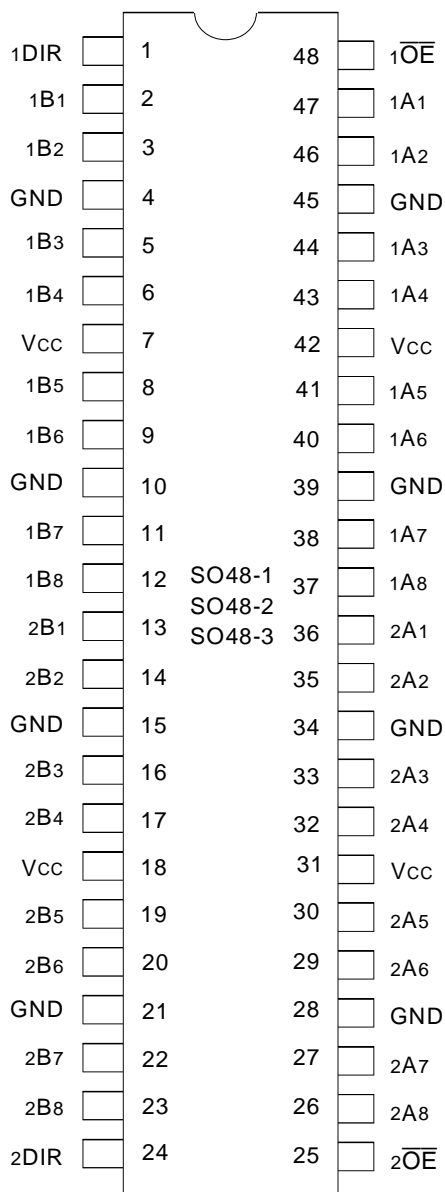 1DIR 1 48 1O̅E̅
1B1 2 47 1A1
1B2 3 46 1A2
GND 4 45 GND
1B3 5 44 1A3
1B4 6 43 1A4
VCC 7 42 VCC
1B5 8 41 1A5
1B6 9 40 1A6
GND 10 39 GND
1B7 11 38 1A7
1B8 12 SO48-1 37 1A8
SO48-2
2B1 13 SO48-3 36 2A1
2B2 14 35 2A2
GND 15 34 GND
2B3 16 33 2A3
2B4 17 32 2A4
VCC 18 31 VCC
2B5 19 30 2A5
2B6 20 29 2A6
GND 21 28 GND
2B7 22 27 2A7
2B8 23 26 2A8
2DIR 24 25 2O̅E̅